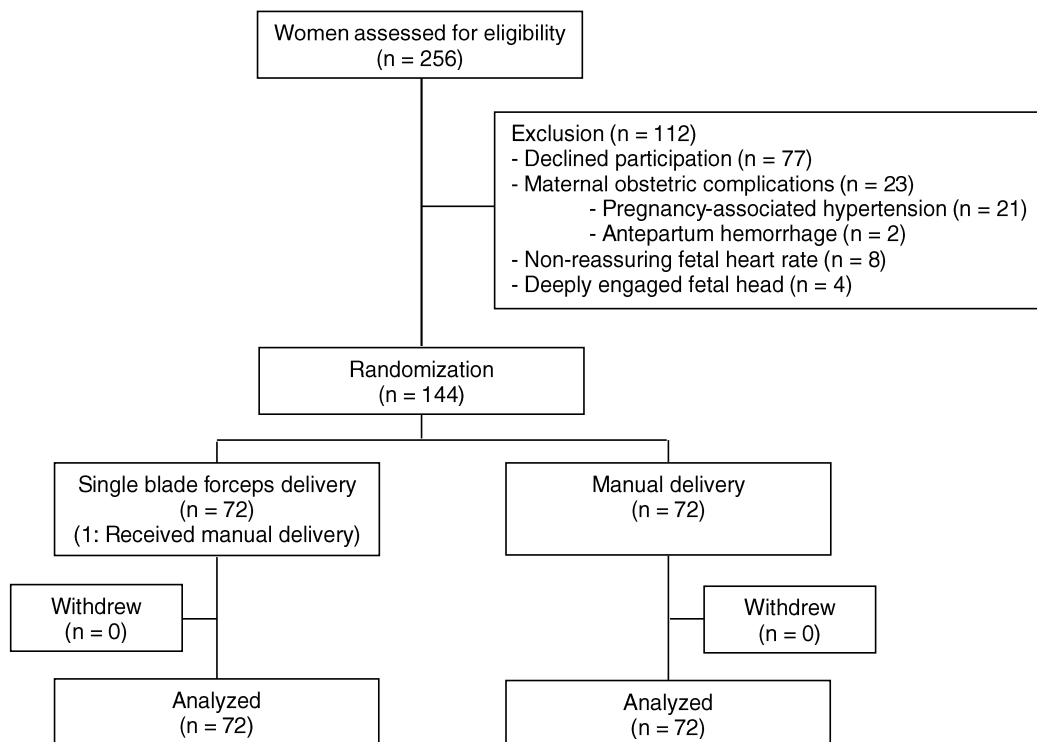 Women assessed for eligibility
(n = 256)
Exclusion (n = 112)
- Declined participation (n = 77)
- Maternal obstetric complications (n = 23)
- Pregnancy-associated hypertension (n = 21)
- Antepartum hemorrhage (n = 2)
- Non-reassuring fetal heart rate (n = 8)
- Deeply engaged fetal head (n = 4)
Randomization
(n = 144)
Single blade forceps delivery
(n = 72)
(1: Received manual delivery)
Manual delivery
(n = 72)
Withdrew
(n = 0)
Withdrew
(n = 0)
Analyzed
(n = 72)
Analyzed
(n = 72)